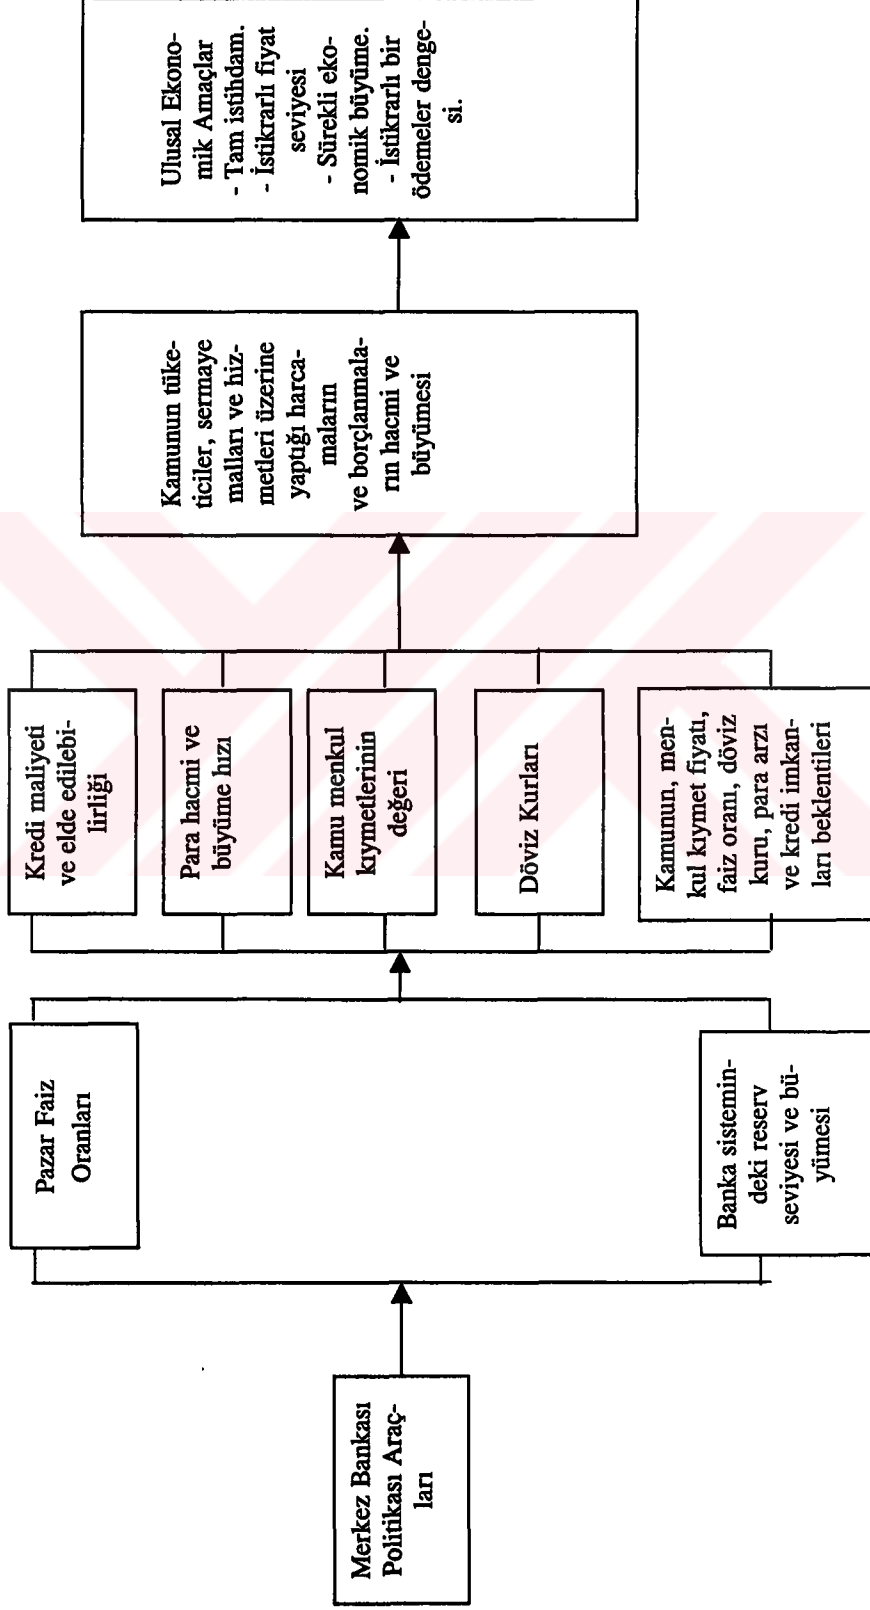 Merkez Bankası
Politikası Araç-
ları
Pazar Faiz
Oranları
Banka sistemin-
deki reserv
seviyesi ve bü-
yümesi
Kredi maliyeti
ve elde edilebi-
lirliği
Para hacmi ve
büyüme hızı
Kamu menkul
kıymetlerinin
değeri
Döviz Kurları
Kamunun, men-
kul kıymet fiyatı,
faiz oranı, döviz
kuru, para arzı
ve kredi imkan-
ları beklentileri
Kamunun tüke-
ticiler, sermaye
malları ve hiz-
metleri üzerine
yaptığı harca-
maların
ve borçlanmala-
rın hacmi ve
büyümesi
Ulusal Ekono-
mik Amaçlar
- Tam istihdam.
- İstikrarlı fiyat
seviyesi
- Sürekli eko-
nomik büyüme.
- İstikrarlı bir
ödemeler denge-
si.